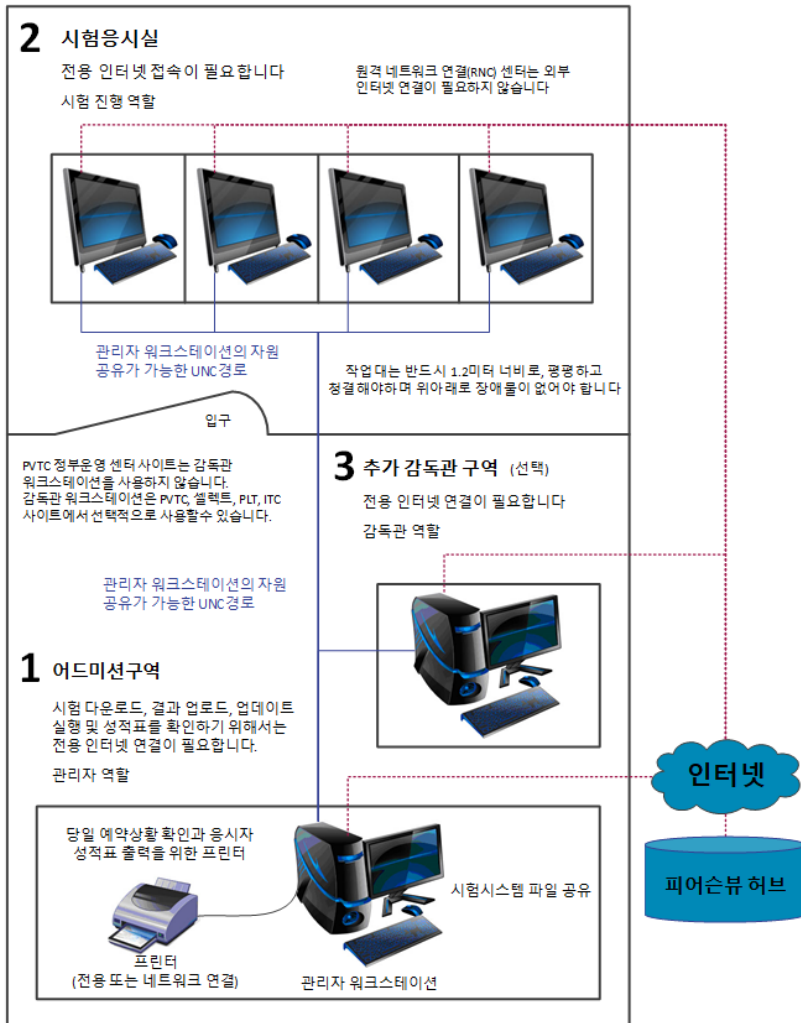 2 시험응시실
전용 인터넷 접속이 필요합니다
시험 진행 역할
원격 네트워크 연결(RNC) 센터는 외부
인터넷 연결이 필요하지 않습니다
관리자 워크스테이션의 자원
공유가 가능한 UNC경로
작업대는 반드시 1.2미터 너비로, 평평하고
청결해야하며 위아래로 장애물이 없어야 합니다
입구
PVTC 정부운영 센터 사이트는 감독관
워크스테이션을 사용하지 않습니다.
감독관 워크스테이션은 PVTC, 셀렉트, PLT, ITC
사이트에서 선택적으로 사용할수 있습니다.
3 추가 감독관 구역 (선택)
전용 인터넷 연결이 필요합니다
감독관 역할
관리자 워크스테이션의 자원
공유가 가능한 UNC경로
1 어드미션구역
시험 다운로드, 결과 업로드, 업데이트
실행 및 성적표를 확인하기 위해서는
전용 인터넷 연결이 필요합니다.
관리자 역할
당일 예약상황 확인과 응시자
성적표 출력을 위한 프린터
시험시스템 파일 공유
프린터
(전용 또는 네트워크 연결)
관리자 워크스테이션
인터넷
피어슨뷰 허브